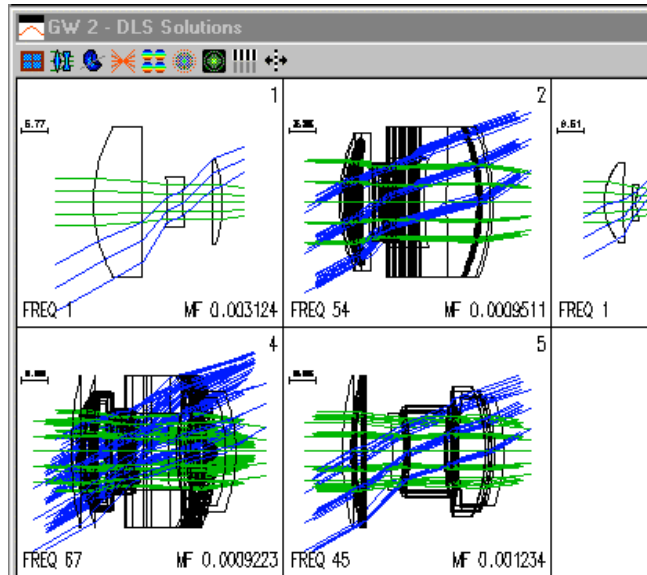 GW 2 - DLS Solutions
1
5.77
FREQ 1
MF 0.003124
2
FREQ 54
MF 0.0009511
FREQ 1
4
FREQ 67
MF 0.0009223
5
FREQ 45
MF 0.001234